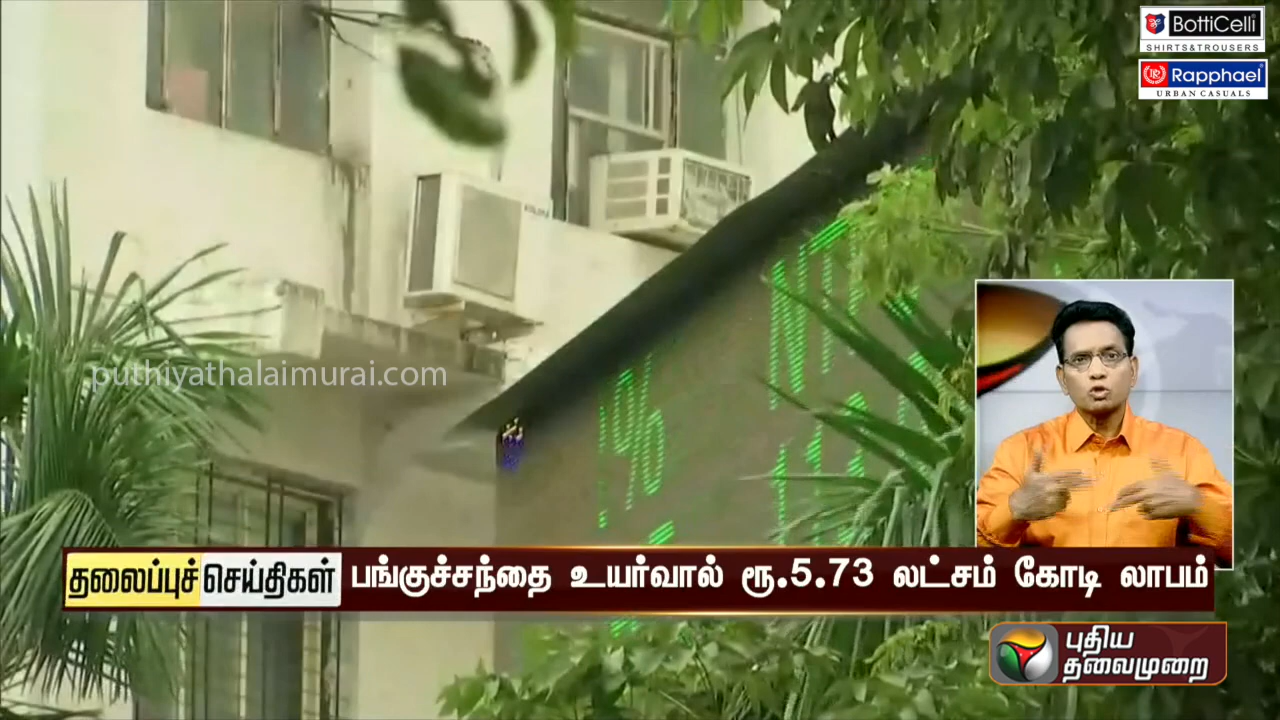 BottiCelli
SHIRTS&TROUSERS
Rapphael
URBAN CASUALS
puthiyathalaimurai.com
தலைப்புச் செய்திகள் பங்குச்சந்தை உயர்வால் ரூ.5.73 லட்சம் கோடி லாபம்
புதிய
தலைமுறை